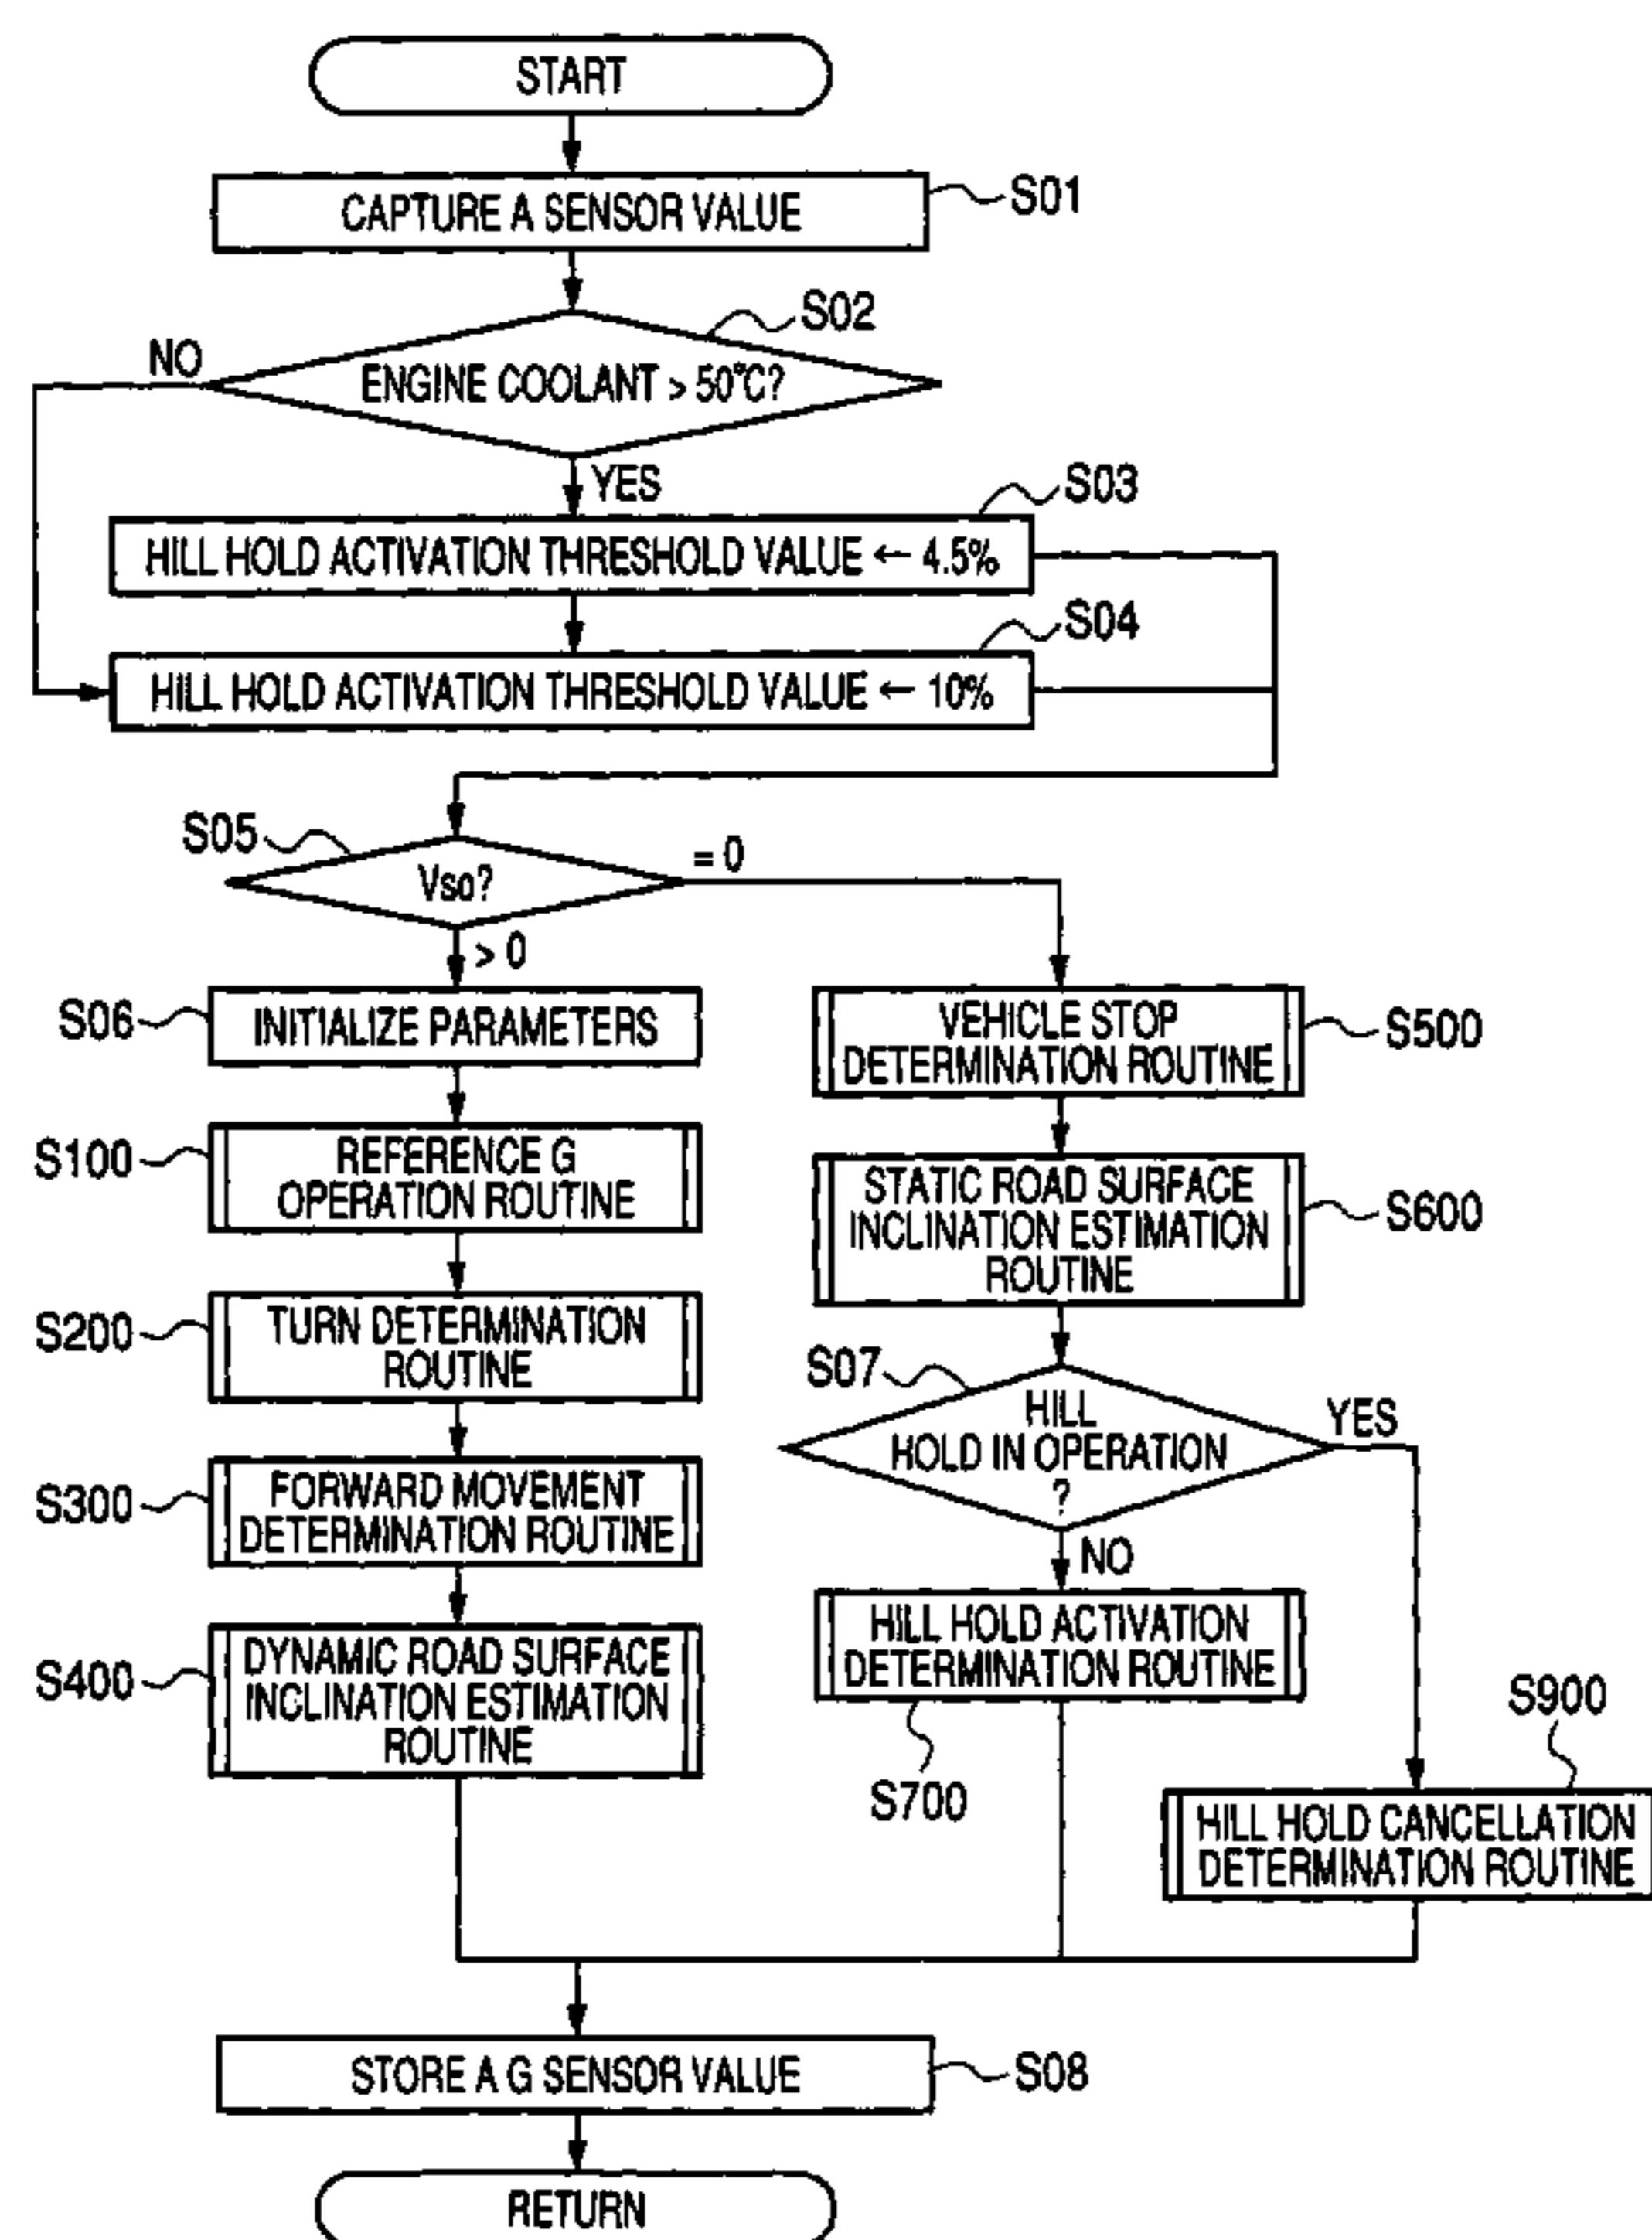 START
CAPTURE A SENSOR VALUE
S01
S02
NO
ENGINE COOLANT > 50°C?
YES
S03
HILL HOLD ACTIVATION THRESHOLD VALUE ← 4.5%
S04
HILL HOLD ACTIVATION THRESHOLD VALUE ← 10%
S05
Vso?
= 0
> 0
S06
INITIALIZE PARAMETERS
S100
REFERENCE G
OPERATION ROUTINE
S200
TURN DETERMINATION
ROUTINE
S300
FORWARD MOVEMENT
DETERMINATION ROUTINE
S400
DYNAMIC ROAD SURFACE
INCLINATION ESTIMATION
ROUTINE
VEHICLE STOP
DETERMINATION ROUTINE
S500
STATIC ROAD SURFACE
INCLINATION ESTIMATION
ROUTINE
S600
S07
HILL
HOLD IN OPERATION
?
YES
NO
HILL HOLD ACTIVATION
DETERMINATION ROUTINE
S700
S900
HILL HOLD CANCELLATION
DETERMINATION ROUTINE
STORE A G SENSOR VALUE
S08
RETURN